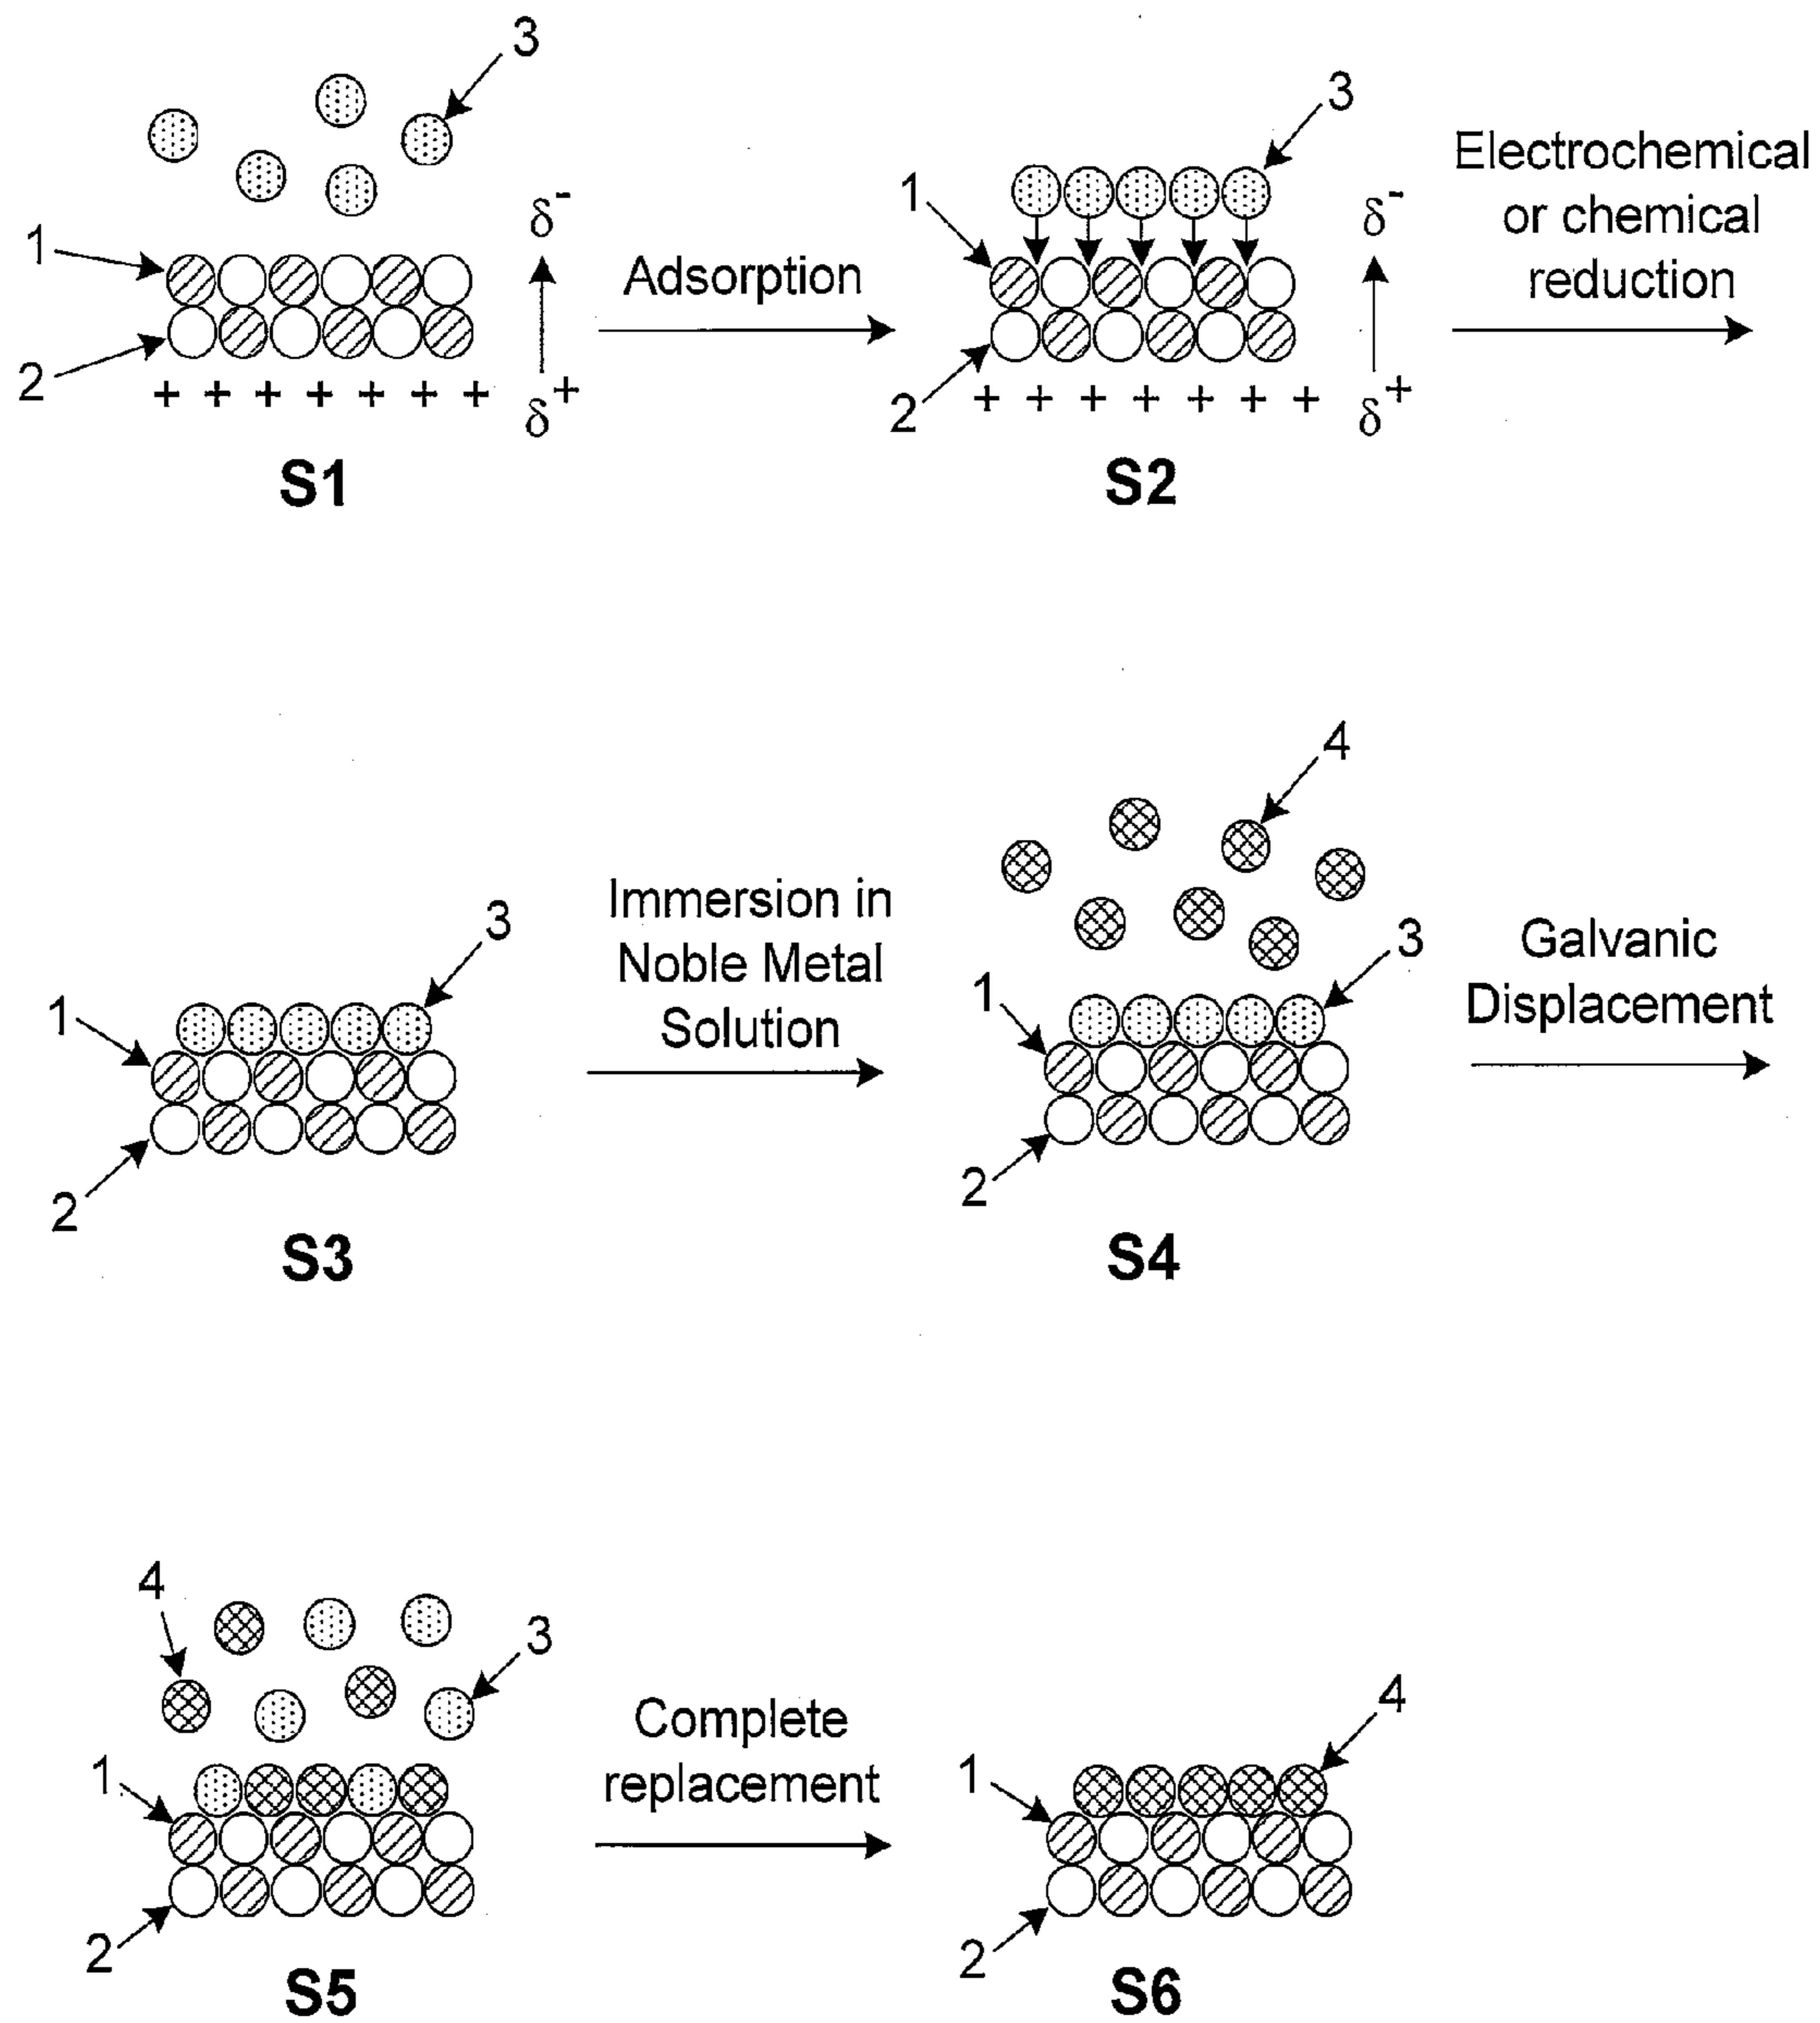 3
1
2
+ + + + + + +
δ-
δ+
S1
Adsorption
3
1
2
+ + + + + + +
δ-
δ+
S2
Electrochemical
or chemical
reduction
3
1
2
S3
Immersion in
Noble Metal
Solution
4
3
1
2
S4
Galvanic
Displacement
4
3
1
2
S5
Complete
replacement
4
1
2
S6